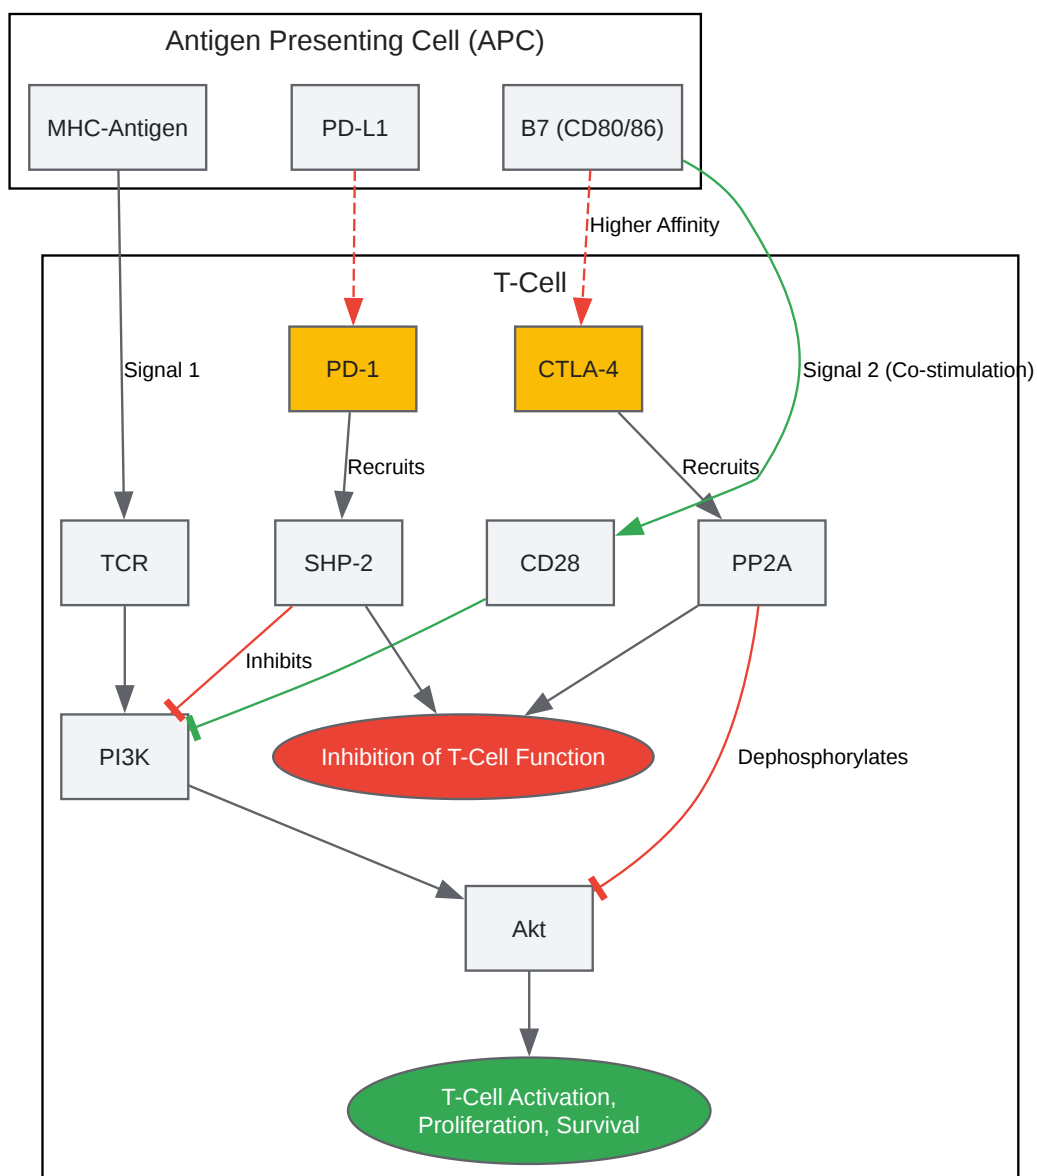 Antigen Presenting Cell (APC)
MHC-Antigen
PD-L1
B7 (CD80/86)
Higher Affinity
T-Cell
Signal 1
PD-1
CTLA-4
Signal 2 (Co-stimulation)
Recruits
Recruits
TCR
SHP-2
CD28
PP2A
Inhibits
PI3K
Inhibition of T-Cell Function
Dephosphorylates
Akt
T-Cell Activation,
Proliferation, Survival